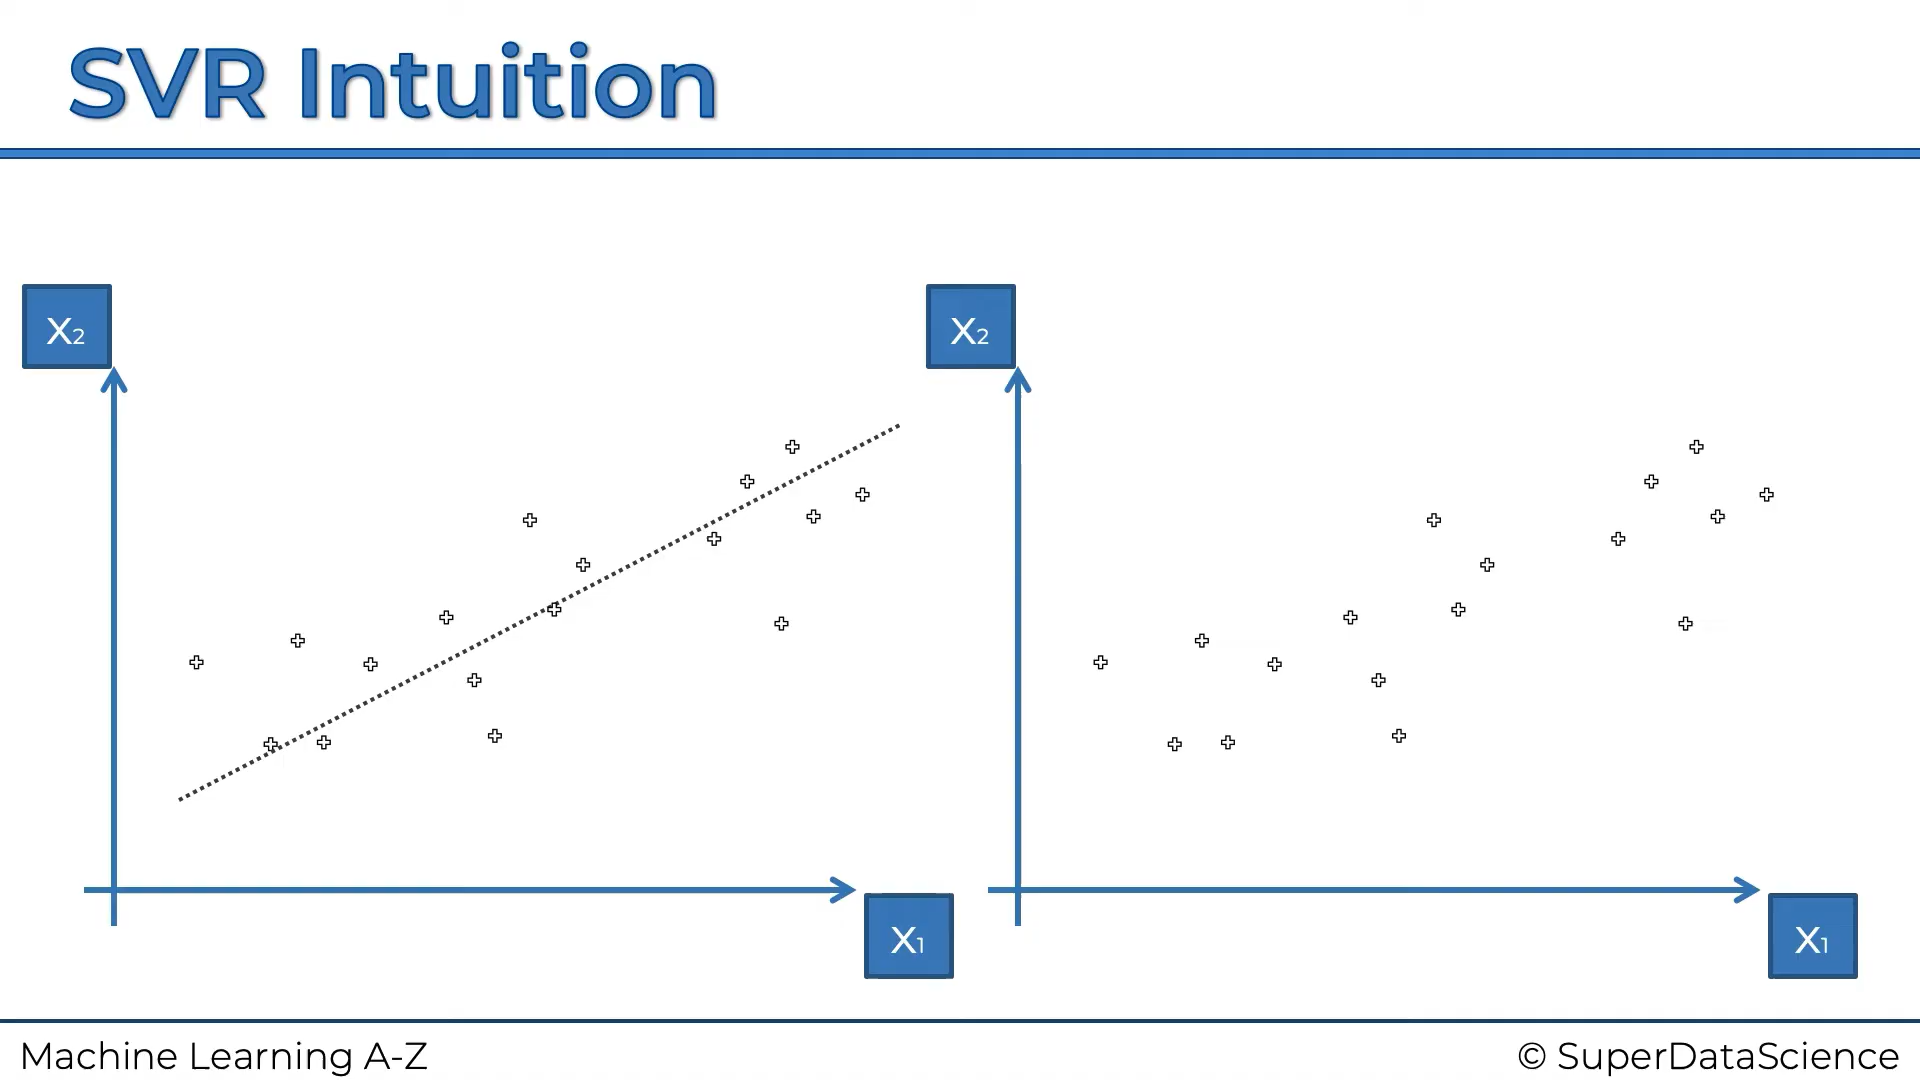 SVR Intuition
X2
X2
X1
X1
Machine Learning A-Z
© SuperDataScience